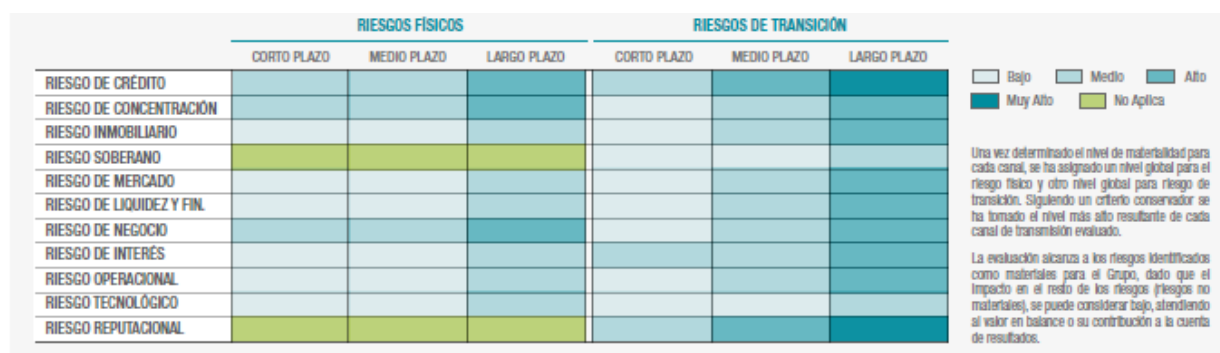 RIESGOS FÍSICOS RIESGOS DE TRANSICIÓN
CORTO PLAZO MEDIO PLAZO LARGO PLAZO CORTO PLAZO MEDIO PLAZO LARGO PLAZO
RIESGO DE CRÉDITO
RIESGO DE CONCENTRACIÓN
RIESGO INMOBILIARIO
RIESGO SOBERANO
RIESGO DE MERCADO
RIESGO DE LIQUIDEZ Y FIN.
RIESGO DE NEGOCIO
RIESGO DE INTERÉS
RIESGO OPERACIONAL
RIESGO TECNOLÓGICO
RIESGO REPUTACIONAL
Bajo Medio Alto
Muy Alto No Aplica
Una vez determinado el nivel de materialidad para
cada canal, se ha asignado un nivel global para el
riesgo físico y otro nivel global para riesgo de
transición. Siguiendo un criterio conservador se
ha tomado el nivel más alto resultante de cada
canal de transmisión evaluado.
La evaluación alcanza a los riesgos identificados
como materiales para el Grupo, dado que el
impacto en el resto de los riesgos (riesgos no
materiales), se puede considerar bajo, atendiendo
al valor en balance o su contribución a la cuenta
de resultados.